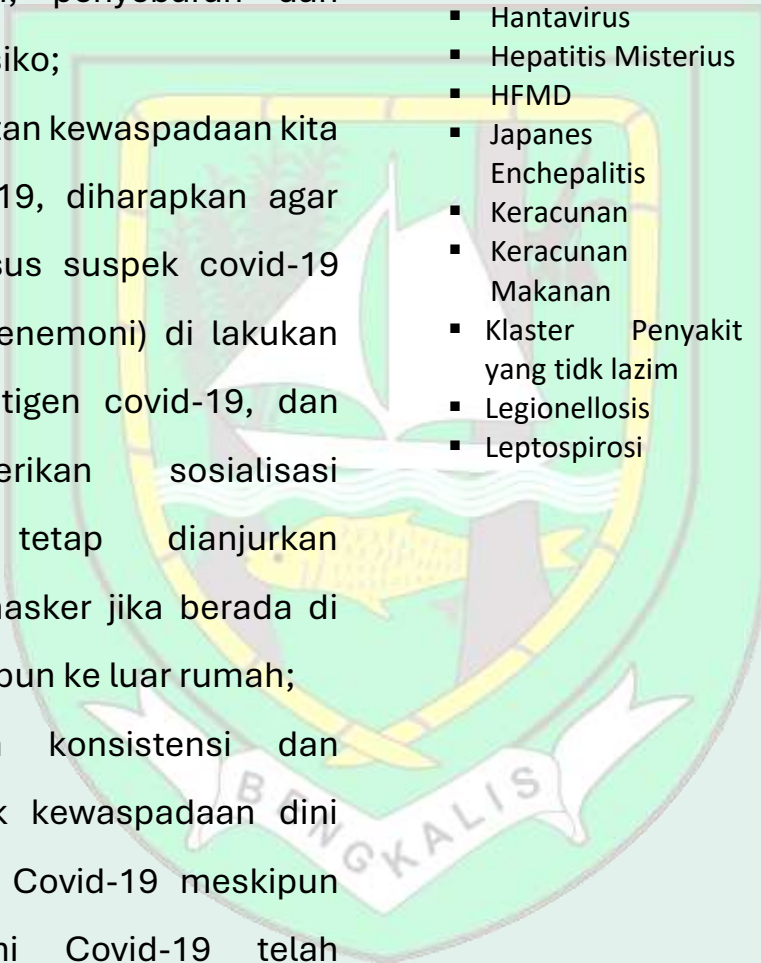 siko;
tan kewaspadaan kita
19, diharapkan agar
sus suspek covid-19
enemoni) di lakukan
tigen covid-19, dan
erikan sosialisasi
tetap dianjurkan
masker jika berada di
pun ke luar rumah;
konsistensi dan
k kewaspadaan dini
Covid-19 meskipun
ni Covid-19 telah
▪ Hantavirus
▪ Hepatitis Misterius
▪ HFMD
▪ Japanes
Enchepalitis
▪ Keracunan
▪ Keracunan
Makanan
▪ Klaster Penyakit
yang tidk lazim
▪ Legionellosis
▪ Leptospirosi
BENGKALIS